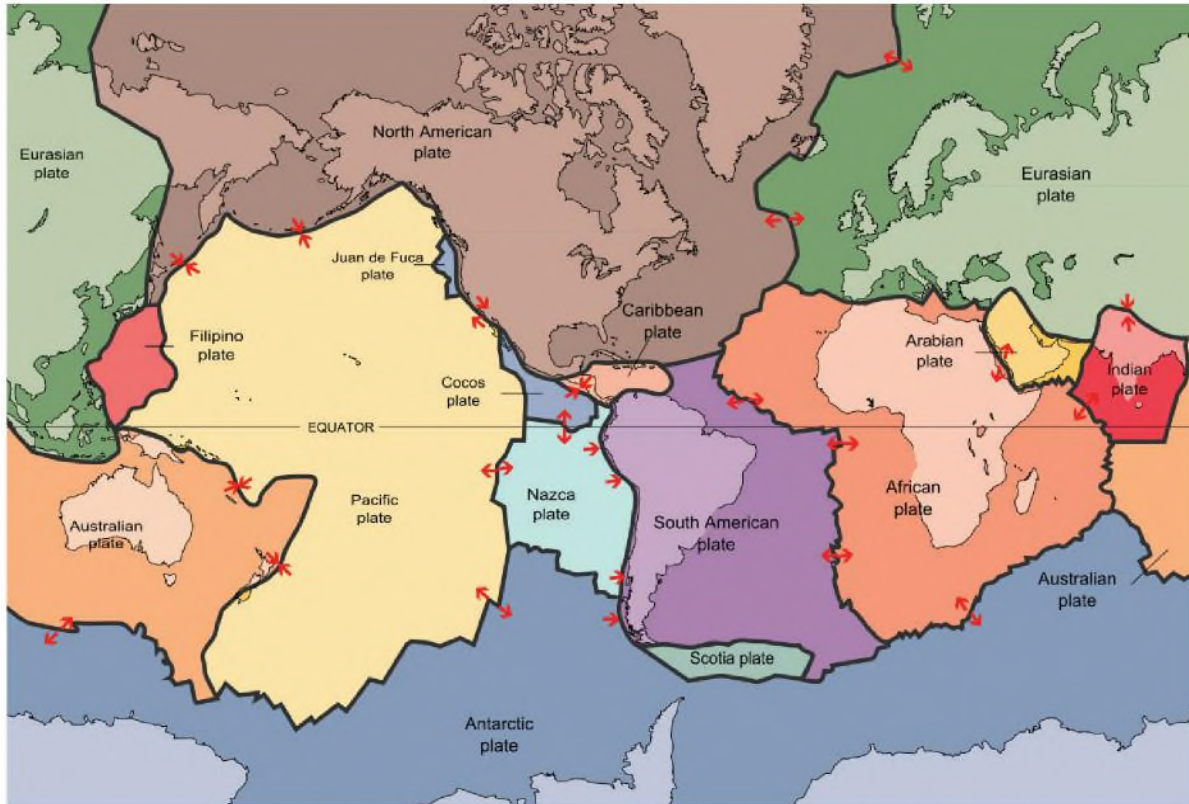 North American
plate
Eurasian
plate
Eurasian
plate
Juan de Fuca
plate
Caribbean
plate
Filipino
plate
Arabian
plate
Cocos
plate
Indian
plate
EQUATOR
Nazca
plate
Pacific
plate
African
plate
Australian
plate
South American
plate
Australian
plate
Scotia plate
Antarctic
plate